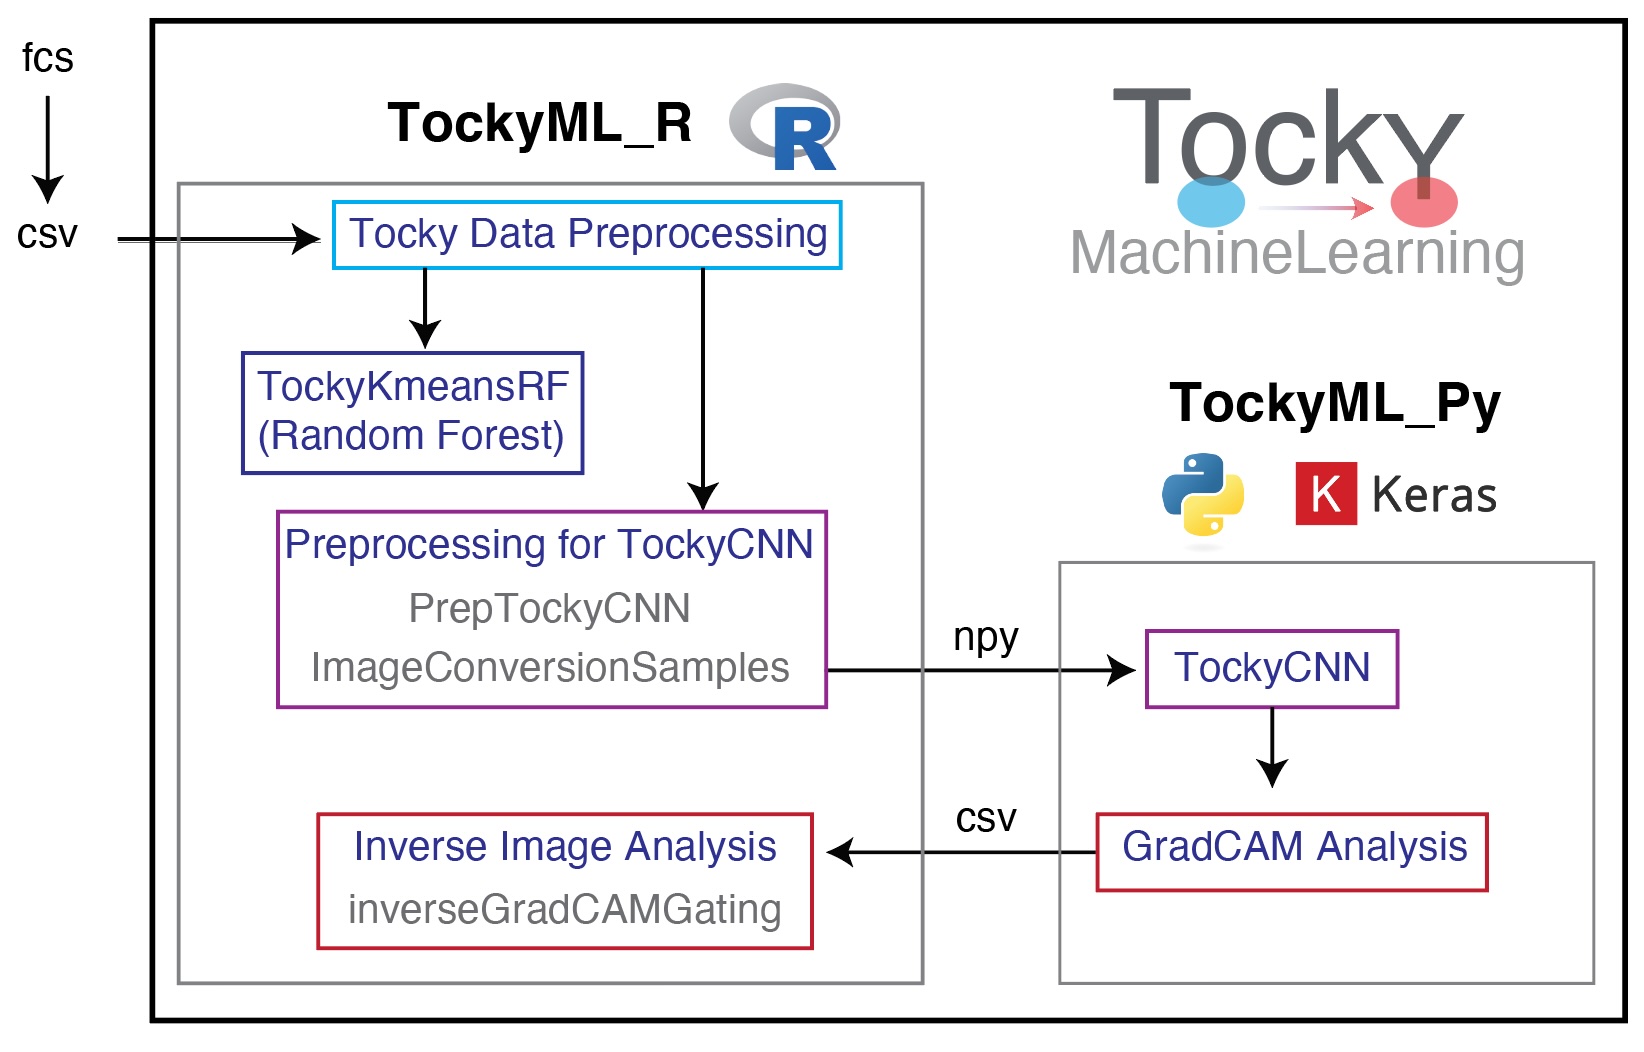 fcs
csv
TockyML_R
R
Tocky
MachineLearning
Tocky Data Preprocessing
TockyKmeansRF
(Random Forest)
Preprocessing for TockyCNN
PrepTockyCNN
ImageConversionSamples
npy
TockyML_Py
K Keras
TockyCNN
GradCAM Analysis
csv
Inverse Image Analysis
inverseGradCAMGating